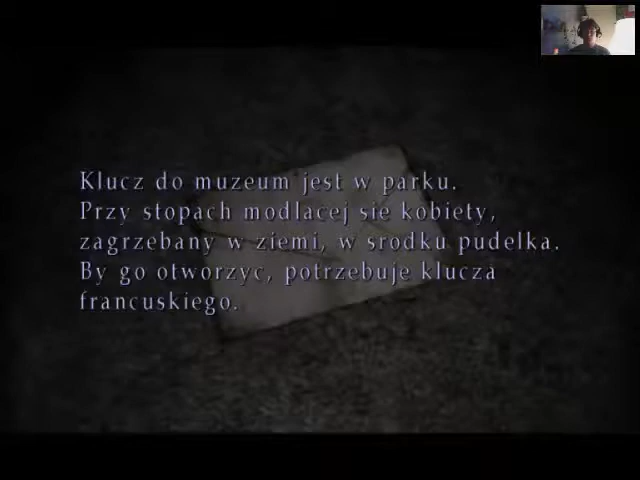 Klucz do muzeum jest w parku.
Przy stopach modlacej sie kobiety,
zagrzebany w ziemi, w srodku pudelka.
By go otworzyc, potrzebuje klucza
francuskiego.